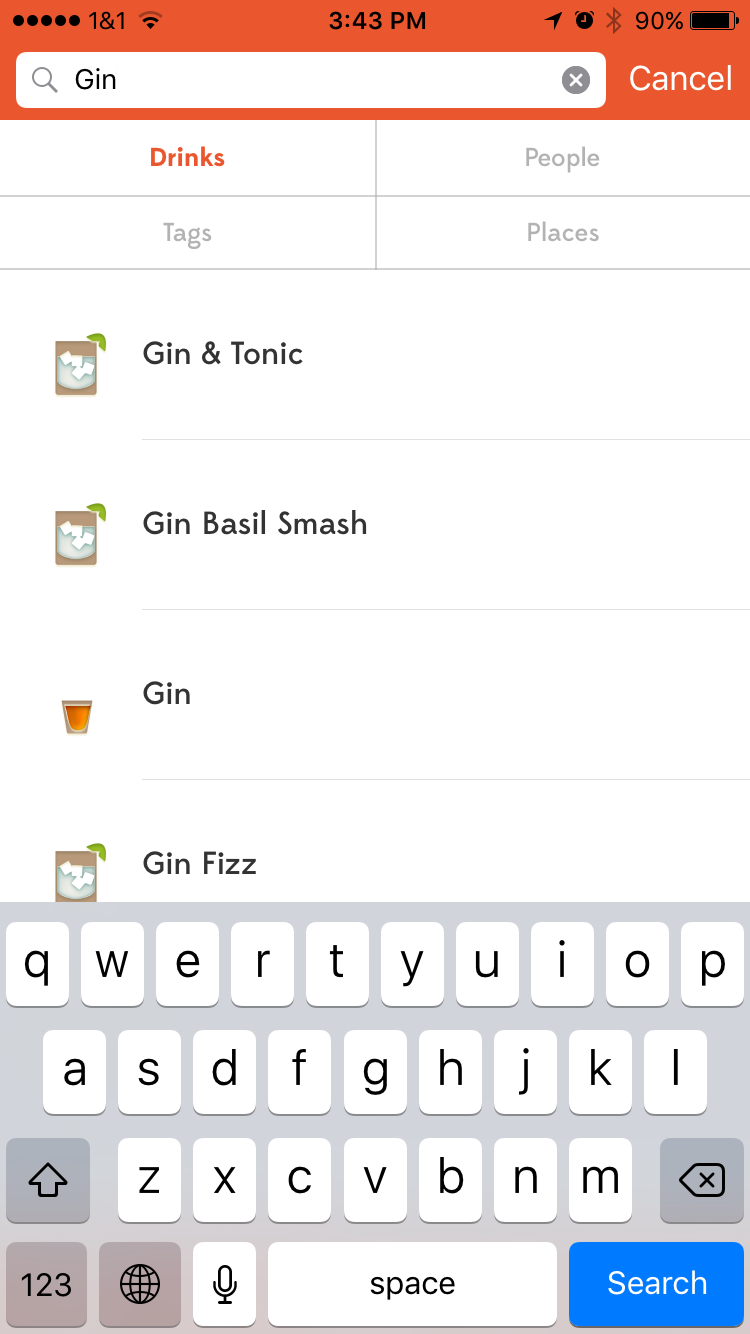 1&1 3:43 PM 90%
Gin Cancel
Drinks People
Tags Places
Gin & Tonic
Gin Basil Smash
Gin
Gin Fizz
q w e r t y u i o p
a s d f g h j k l
z x c v b n m
123 space Search